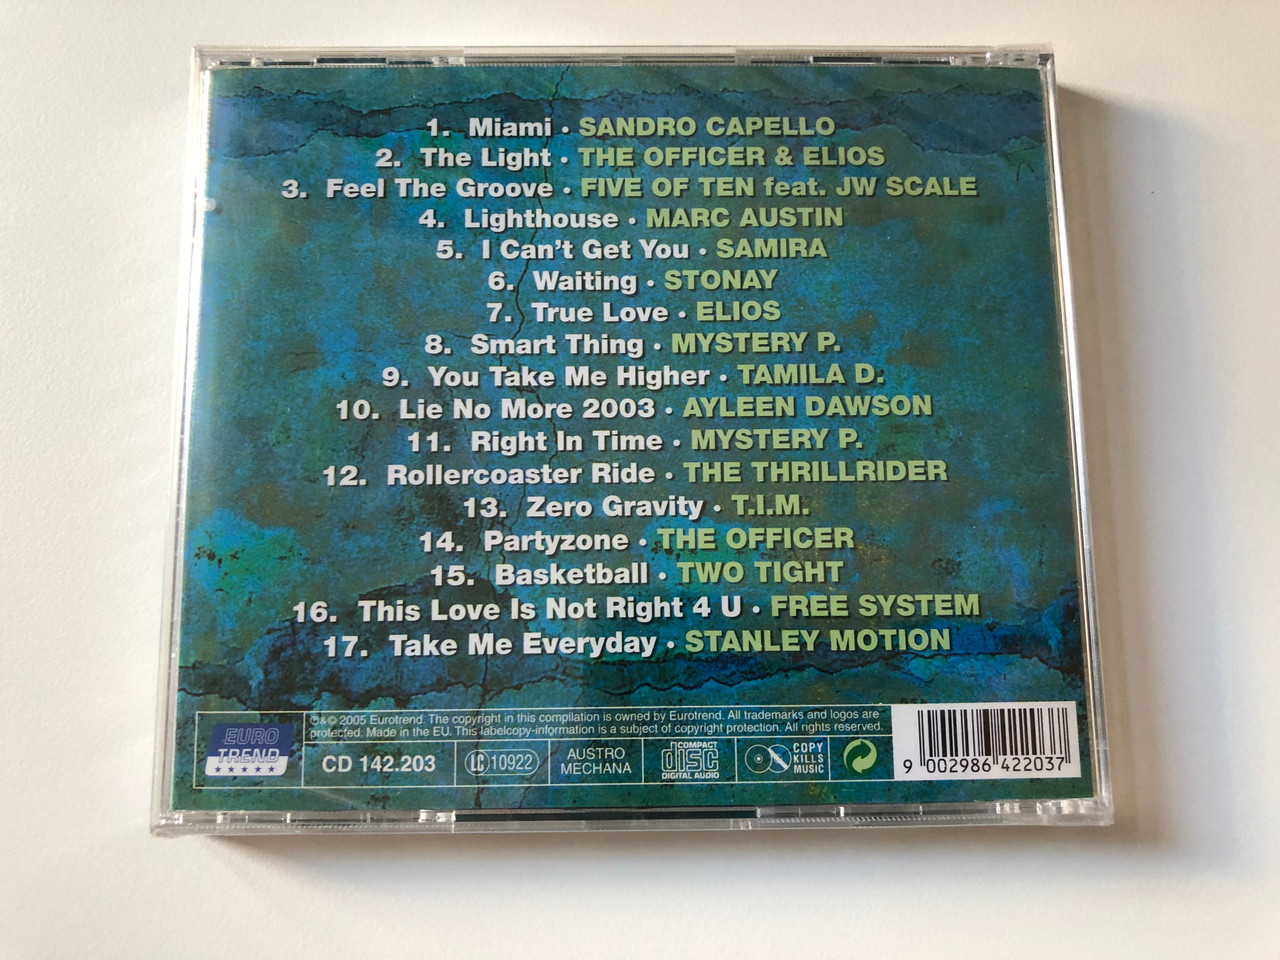 1. Miami • SANDRO CAPELLO
2. The Light • THE OFFICER & ELIOS
3. Feel The Groove • FIVE OF TEN feat. JW SCALE
4. Lighthouse • MARC AUSTIN
5. I Can't Get You • SAMIRA
6. Waiting • STONAY
7. True Love • ELIOS
8. Smart Thing • MYSTERY P.
9. You Take Me Higher • TAMILA D.
10. Lie No More 2003 • AYLEEN DAWSON
11. Right In Time • MYSTERY P.
12. Rollercoaster Ride • THE THRILLRIDER
13. Zero Gravity • T.I.M.
14. Partyzone • THE OFFICER
15. Basketball • TWO TIGHT
16. This Love Is Not Right 4 U • FREE SYSTEM
17. Take Me Everyday • STANLEY MOTION
EURO
TREND
℗&© 2005 Eurotrend. The copyright in this compilation is owned by Eurotrend. All trademarks and logos are
protected. Made in the EU. This labelcopy-information is a subject of copyright protection. All rights reserved.
CD 142.203
LC 10922
AUSTRO
MECHANA
COMPACT
disc
DIGITAL AUDIO
COPY
KILLS
MUSIC
9 002986 422037